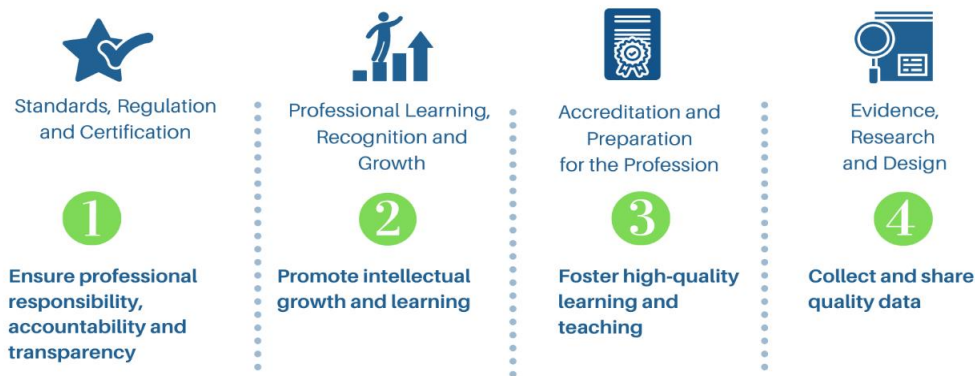 Standards, Regulation
and Certification
1
Ensure professional
responsibility,
accountability and
transparency
Professional Learning,
Recognition and
Growth
2
Promote intellectual
growth and learning
Accreditation and
Preparation
for the Profession
3
Foster high-quality
learning and
teaching
Evidence,
Research
and Design
4
Collect and share
quality data